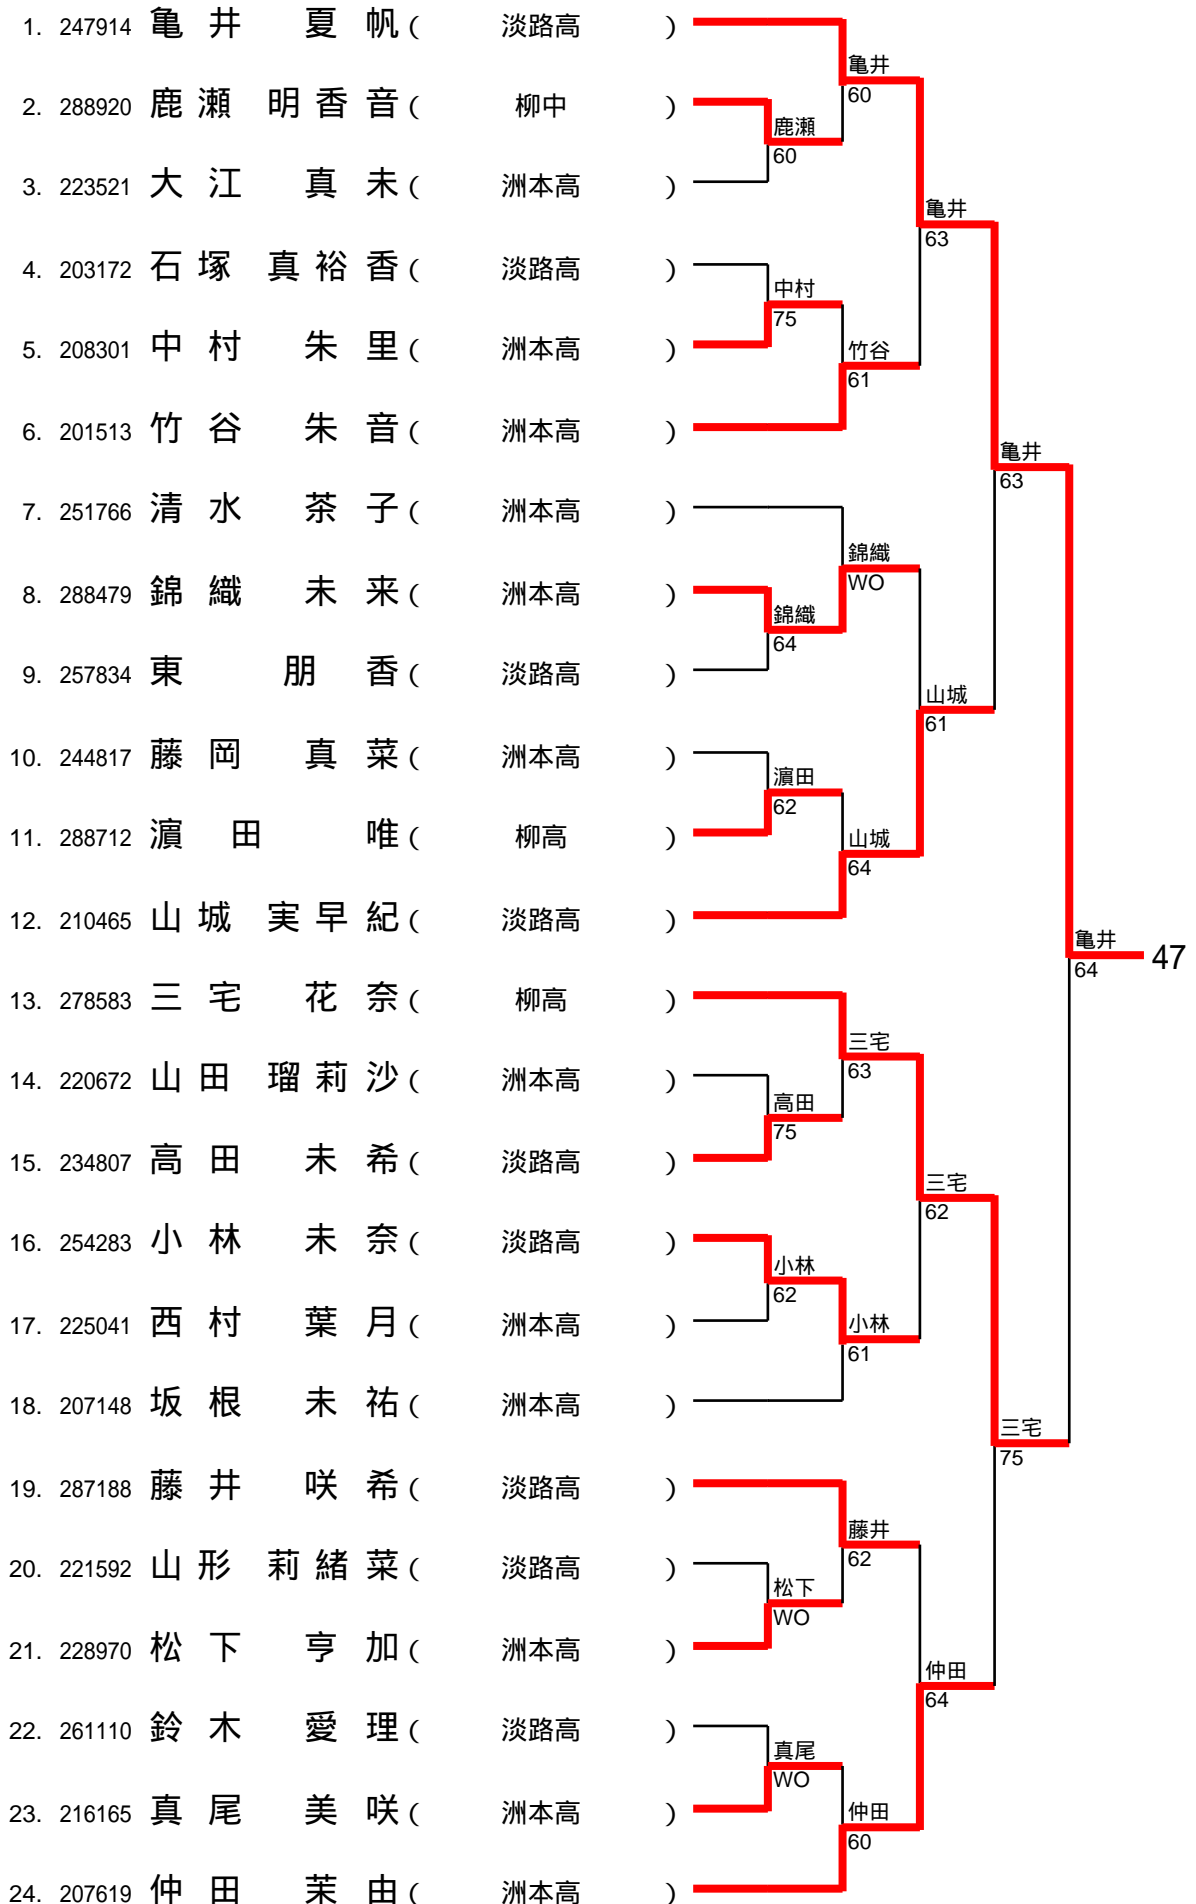 1. 247914 亀井 夏帆 ( 淡路高 )
亀井
60
2. 288920 鹿瀬 明香音 ( 柳中 )
鹿瀬
60
3. 223521 大江 真未 ( 洲本高 )
亀井
63
4. 203172 石塚 真裕香 ( 淡路高 )
中村
75
5. 208301 中村 朱里 ( 洲本高 )
竹谷
61
6. 201513 竹谷 朱音 ( 洲本高 )
亀井
63
7. 251766 清水 茶子 ( 洲本高 )
錦織
WO
8. 288479 錦織 未来 ( 洲本高 )
錦織
64
9. 257834 東 朋香 ( 淡路高 )
山城
61
10. 244817 藤岡 真菜 ( 洲本高 )
濵田
62
11. 288712 濵田 唯 ( 柳高 )
山城
64
12. 210465 山城 実早紀 ( 淡路高 )
亀井
64
47
13. 278583 三宅 花奈 ( 柳高 )
三宅
63
14. 220672 山田 瑠莉沙 ( 洲本高 )
高田
75
15. 234807 高田 未希 ( 淡路高 )
三宅
62
16. 254283 小林 未奈 ( 淡路高 )
小林
62
17. 225041 西村 葉月 ( 洲本高 )
小林
61
18. 207148 坂根 未祐 ( 洲本高 )
三宅
75
19. 287188 藤井 咲希 ( 淡路高 )
藤井
62
20. 221592 山形 莉緒菜 ( 淡路高 )
松下
WO
21. 228970 松下 亨加 ( 洲本高 )
仲田
64
22. 261110 鈴木 愛理 ( 淡路高 )
真尾
WO
23. 216165 真尾 美咲 ( 洲本高 )
仲田
60
24. 207619 仲田 茉由 ( 洲本高 )